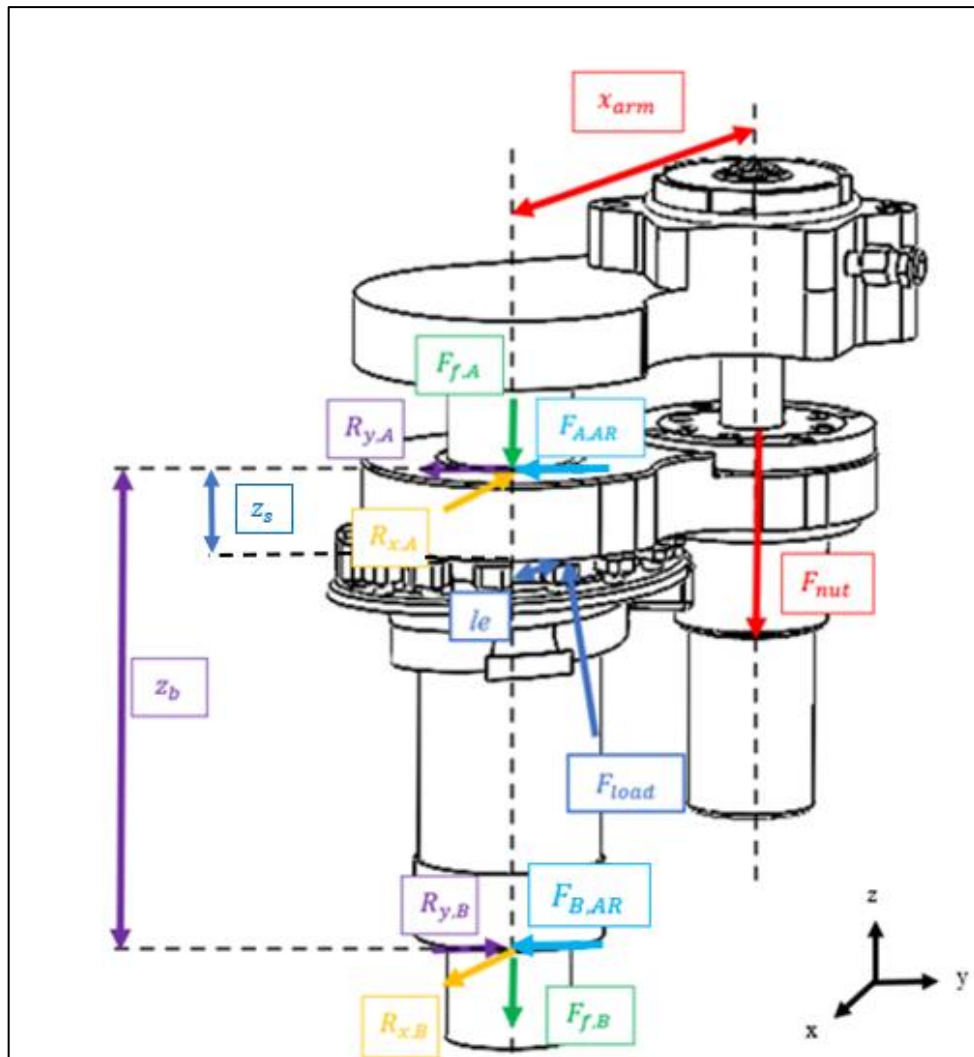 x_arm
F_f,A
R_y,A
F_A,AR
z_s
R_x,A
F_nut
le
z_b
F_load
R_y,B
F_B,AR
z
y
R_x,B
F_f,B
x